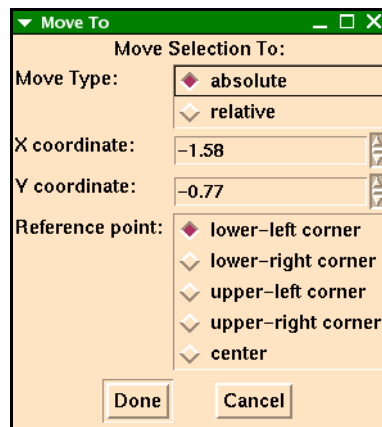 Move To
Move Selection To:
Move Type:
absolute
relative
X coordinate:
−1.58
Y coordinate:
−0.77
Reference point:
lower−left corner
lower−right corner
upper−left corner
upper−right corner
center
Done
Cancel